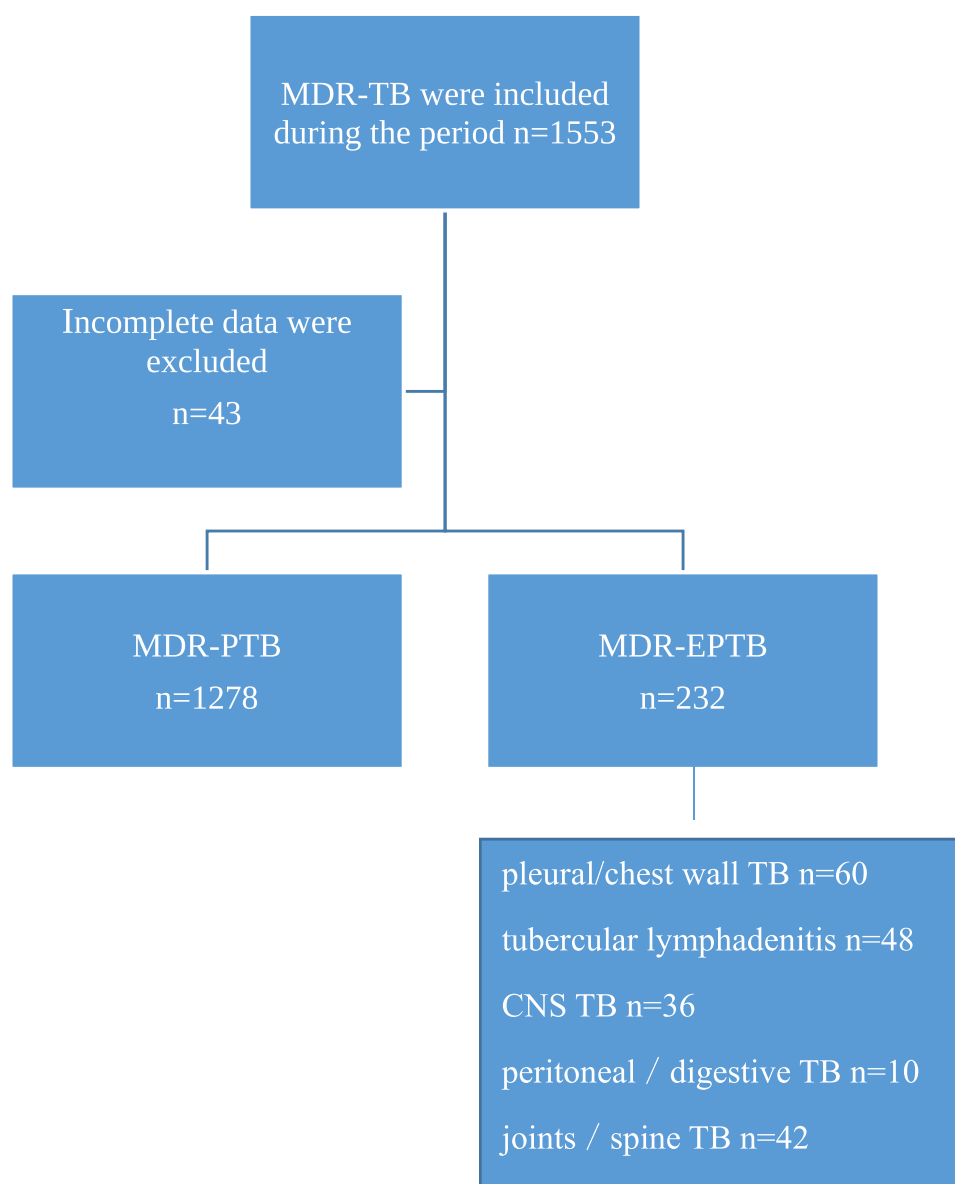 MDR-TB were included
during the period n=1553
Incomplete data were
excluded
n=43
MDR-PTB
n=1278
MDR-EPTB
n=232
pleural/chest wall TB n=60
tubercular lymphadenitis n=48
CNS TB n=36
peritoneal / digestive TB n=10
joints / spine TB n=42